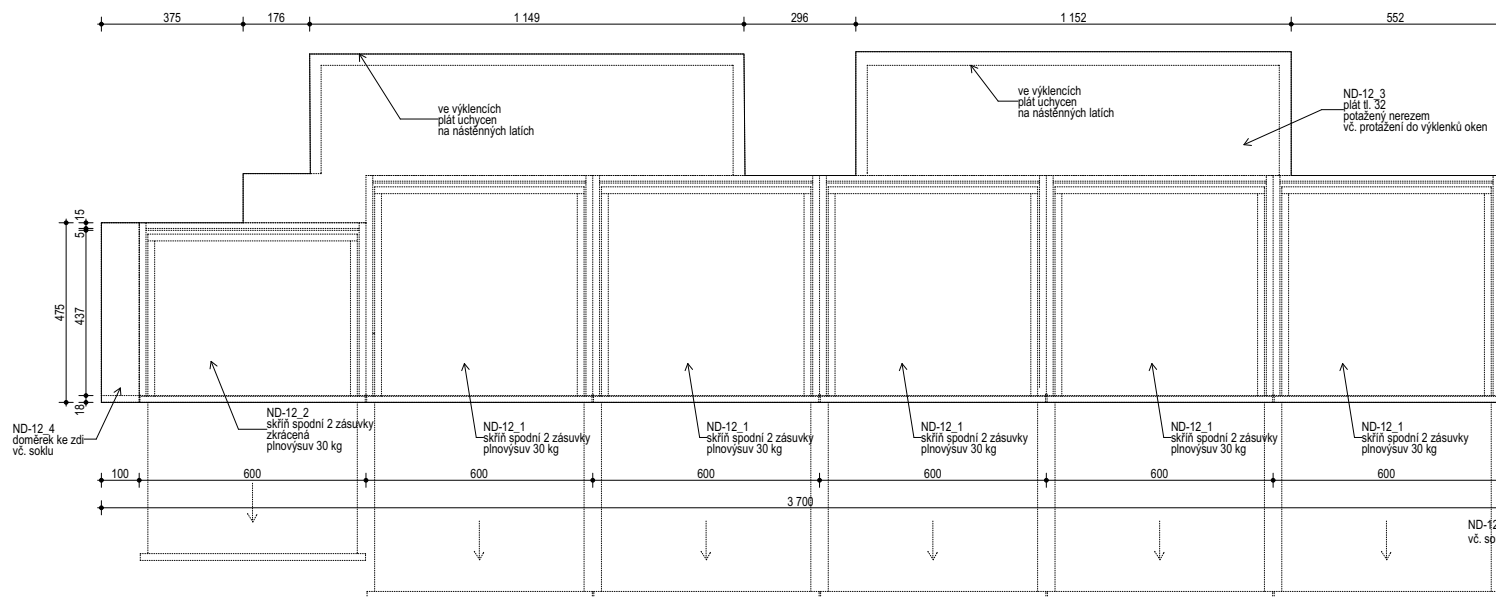 375
176
1 149
296
1 152
552
ve výklencích
plát uchycen
na nástěnných latích
ve výklencích
plát uchycen
na nástěnných latích
ND-12_3
plát tl. 32
potažený nerezem
vč. protažení do výklenků oken
15
5
475
437
18
ND-12_4
doměrek ke zdi
vč. soklu
ND-12_2
skříň spodní 2 zásuvky
zkrácená
plnovýsuv 30 kg
ND-12_1
skříň spodní 2 zásuvky
plnovýsuv 30 kg
ND-12_1
skříň spodní 2 zásuvky
plnovýsuv 30 kg
ND-12_1
skříň spodní 2 zásuvky
plnovýsuv 30 kg
ND-12_1
skříň spodní 2 zásuvky
plnovýsuv 30 kg
ND-12_1
skříň spodní 2 zásuvky
plnovýsuv 30 kg
100
600
600
600
600
600
600
3 700
ND-12
vč. so